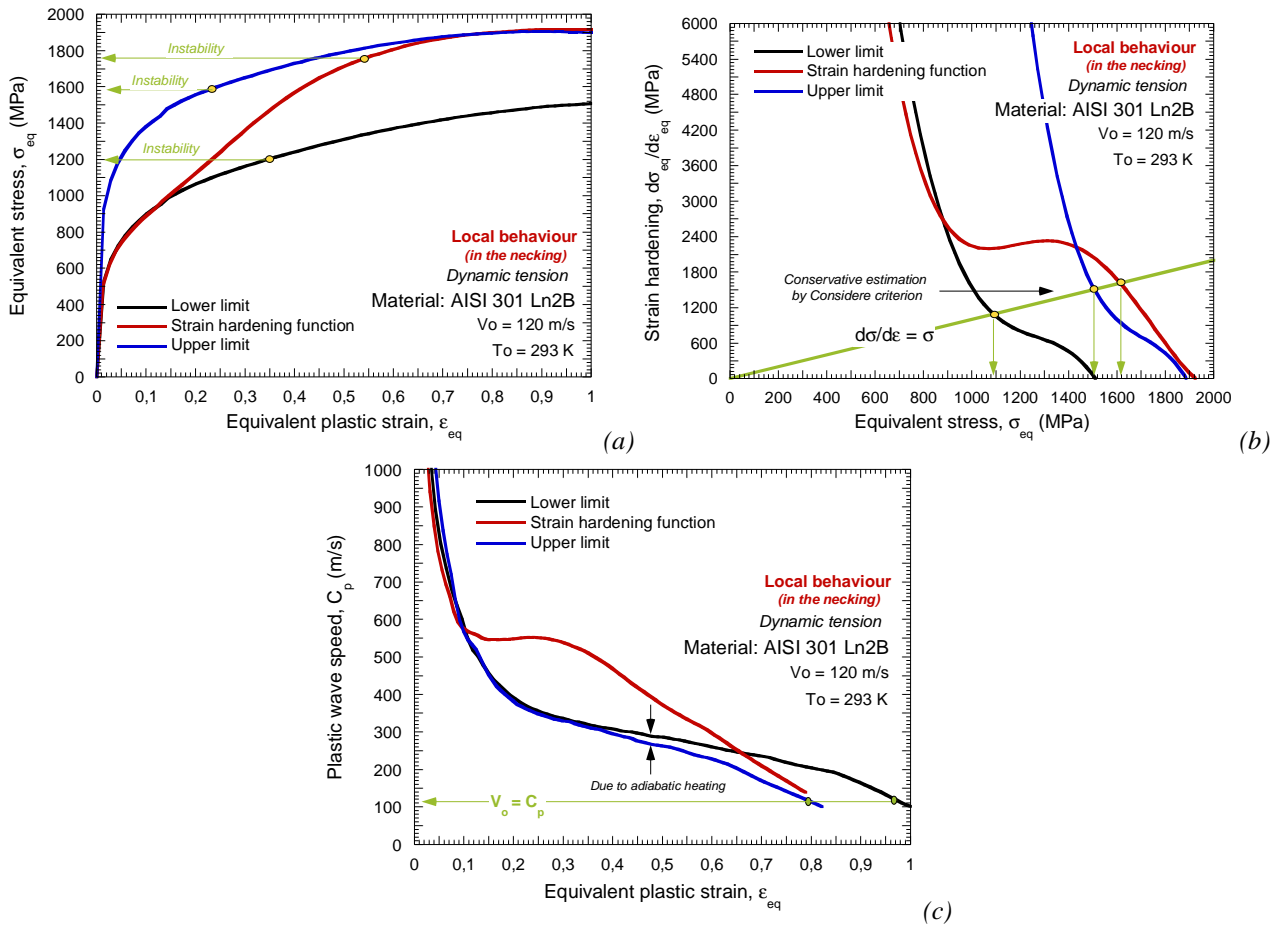 2000
1800
1600
1400
1200
1000
800
600
400
200
0
Equivalent stress, σeq (MPa)
Instability
Instability
Instability
Local behaviour
(in the necking)
Dynamic tension
Material: AISI 301 Ln2B
Vo = 120 m/s
To = 293 K
Lower limit
Strain hardening function
Upper limit
0 0,1 0,2 0,3 0,4 0,5 0,6 0,7 0,8 0,9 1
Equivalent plastic strain, εeq
(a)
6000
5400
4800
4200
3600
3000
2400
1800
1200
600
0
Strain hardening, dσeq/dεeq (MPa)
Lower limit
Strain hardening function
Upper limit
Local behaviour
(in the necking)
Dynamic tension
Material: AISI 301 Ln2B
Vo = 120 m/s
To = 293 K
Conservative estimation
by Considere criterion
dσ/dε = σ
0 200 400 600 800 1000 1200 1400 1600 1800 2000
Equivalent stress, σeq (MPa)
(b)
1000
900
800
700
600
500
400
300
200
100
0
Plastic wave speed, Cp (m/s)
Lower limit
Strain hardening function
Upper limit
Local behaviour
(in the necking)
Dynamic tension
Material: AISI 301 Ln2B
Vo = 120 m/s
To = 293 K
Due to adiabatic heating
Vo = Cp
0 0,1 0,2 0,3 0,4 0,5 0,6 0,7 0,8 0,9 1
Equivalent plastic strain, εeq
(c)